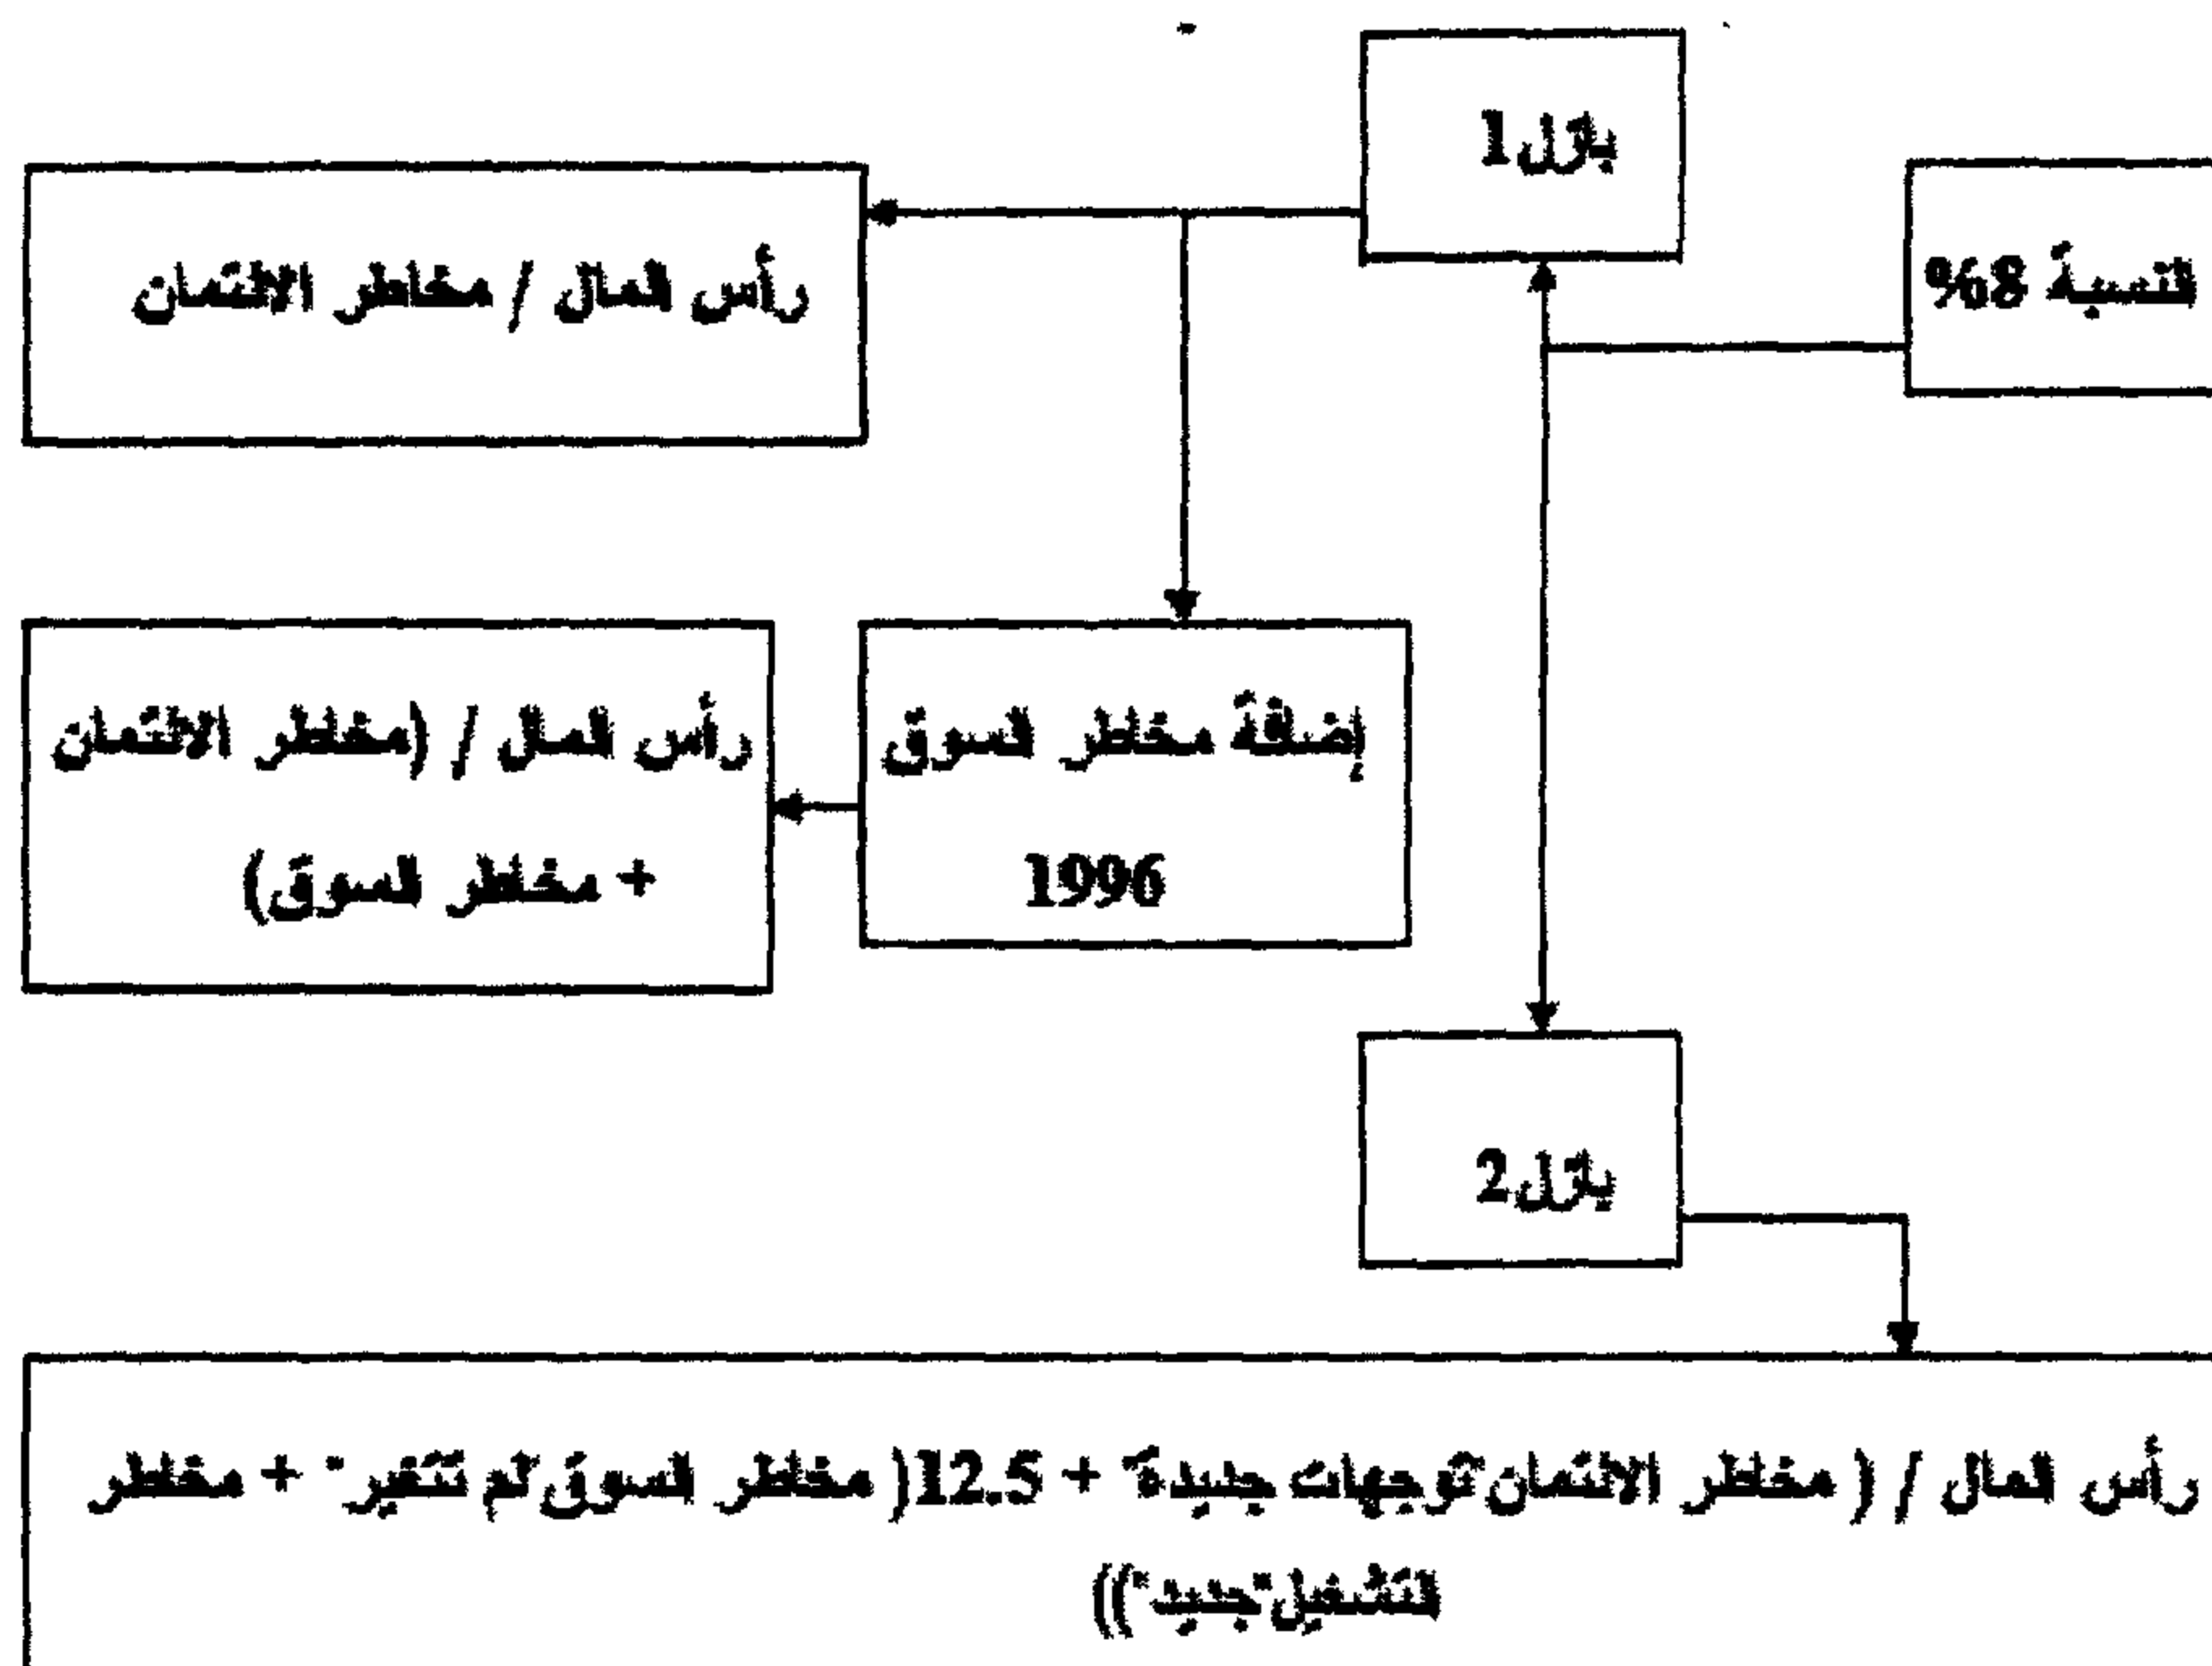 بازل1
النسبة 8%
رأس المال / مخاطر الائتمان
إضافة مخاطر السوق
1996
رأس المال / (مخاطر الائتمان
+ مخاطر السوق)
بازل2
رأس المال / ( مخاطر الائتمان"توجهات جديدة" + 12.5( مخاطر السوق"لم تتغير" + مخاطر
التشغيل"جديد"))